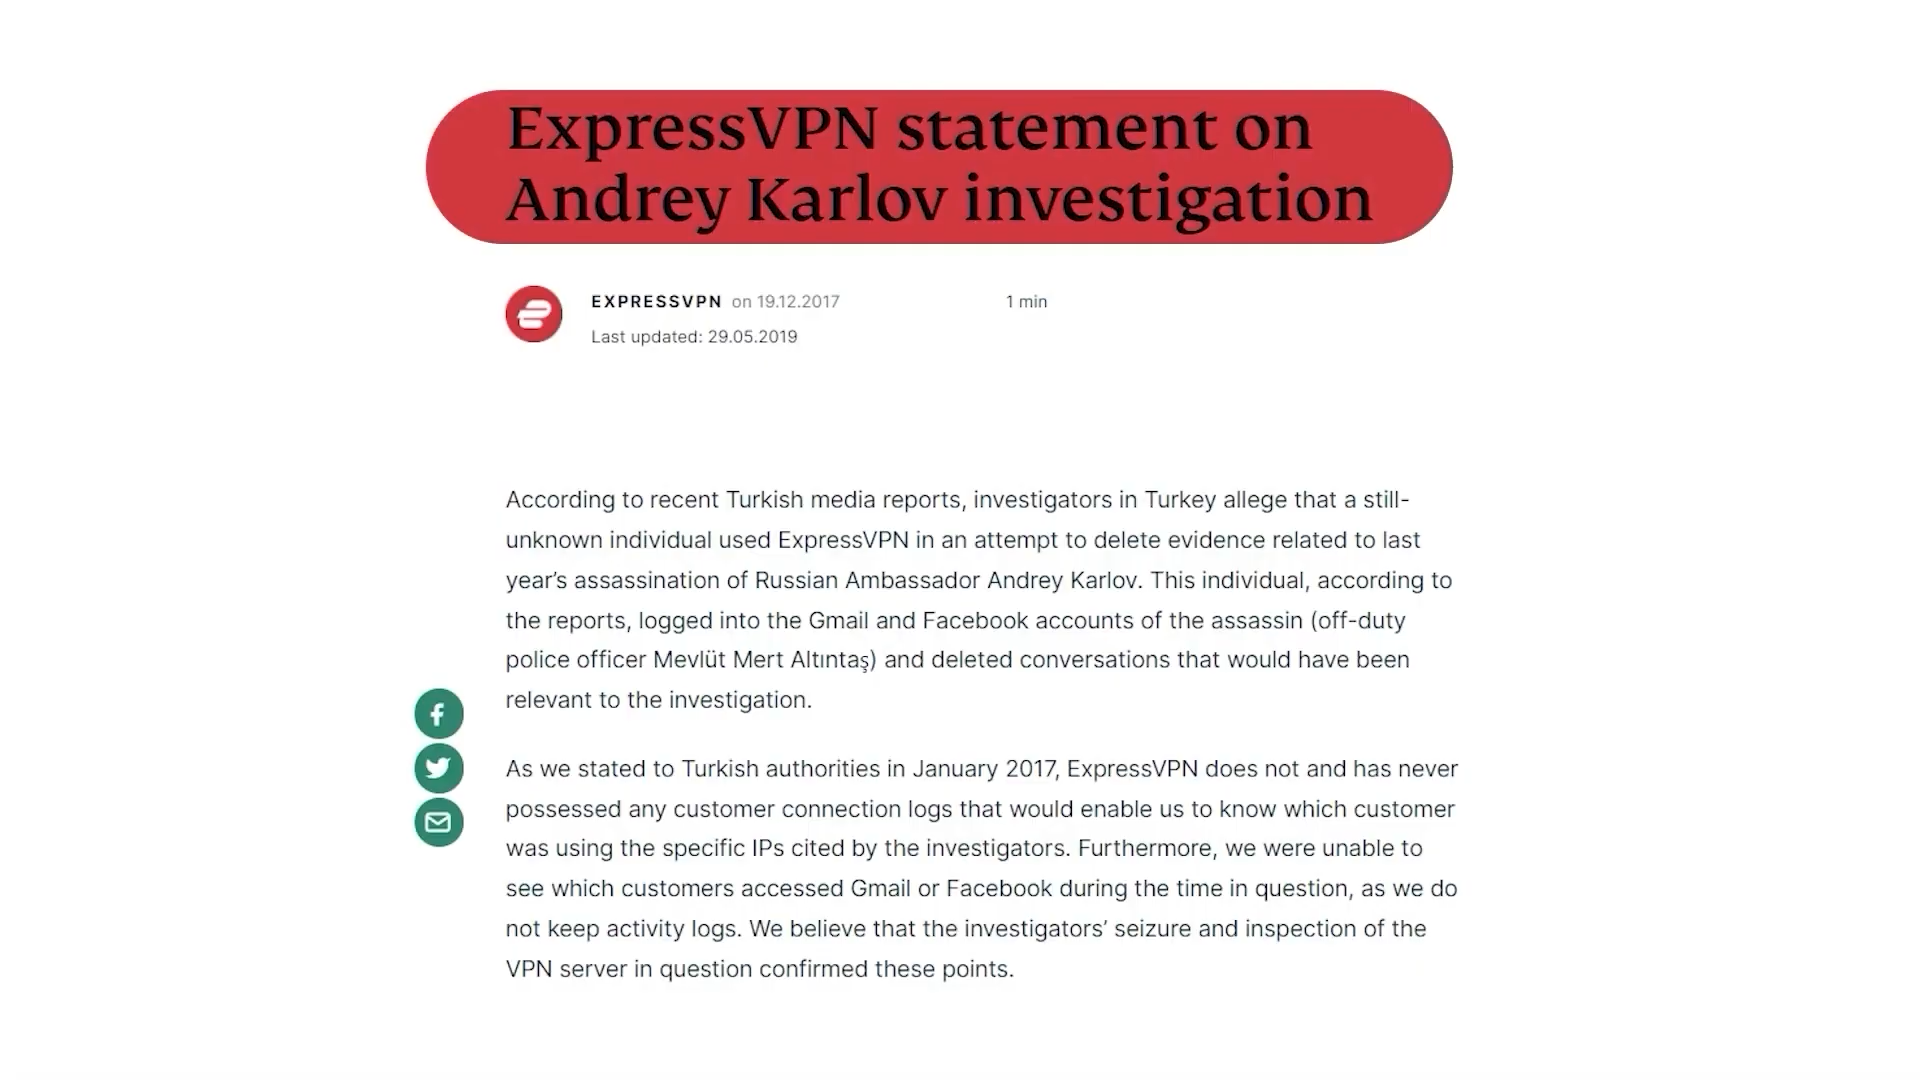 ExpressVPN statement on
Andrey Karlov investigation
EXPRESSVPN on 19.12.2017 1 min
Last updated: 29.05.2019
According to recent Turkish media reports, investigators in Turkey allege that a still-
unknown individual used ExpressVPN in an attempt to delete evidence related to last
year’s assassination of Russian Ambassador Andrey Karlov. This individual, according to
the reports, logged into the Gmail and Facebook accounts of the assassin (off-duty
police officer Mevlüt Mert Altıntaş) and deleted conversations that would have been
relevant to the investigation.
As we stated to Turkish authorities in January 2017, ExpressVPN does not and has never
possessed any customer connection logs that would enable us to know which customer
was using the specific IPs cited by the investigators. Furthermore, we were unable to
see which customers accessed Gmail or Facebook during the time in question, as we do
not keep activity logs. We believe that the investigators’ seizure and inspection of the
VPN server in question confirmed these points.